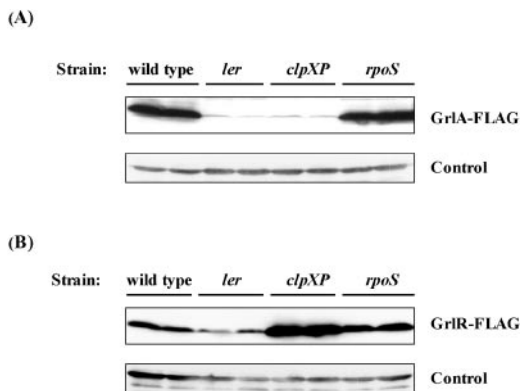 (A)
Strain: wild type ler clpXP rpoS
GrlA-FLAG
Control
(B)
Strain: wild type ler clpXP rpoS
GrlR-FLAG
Control